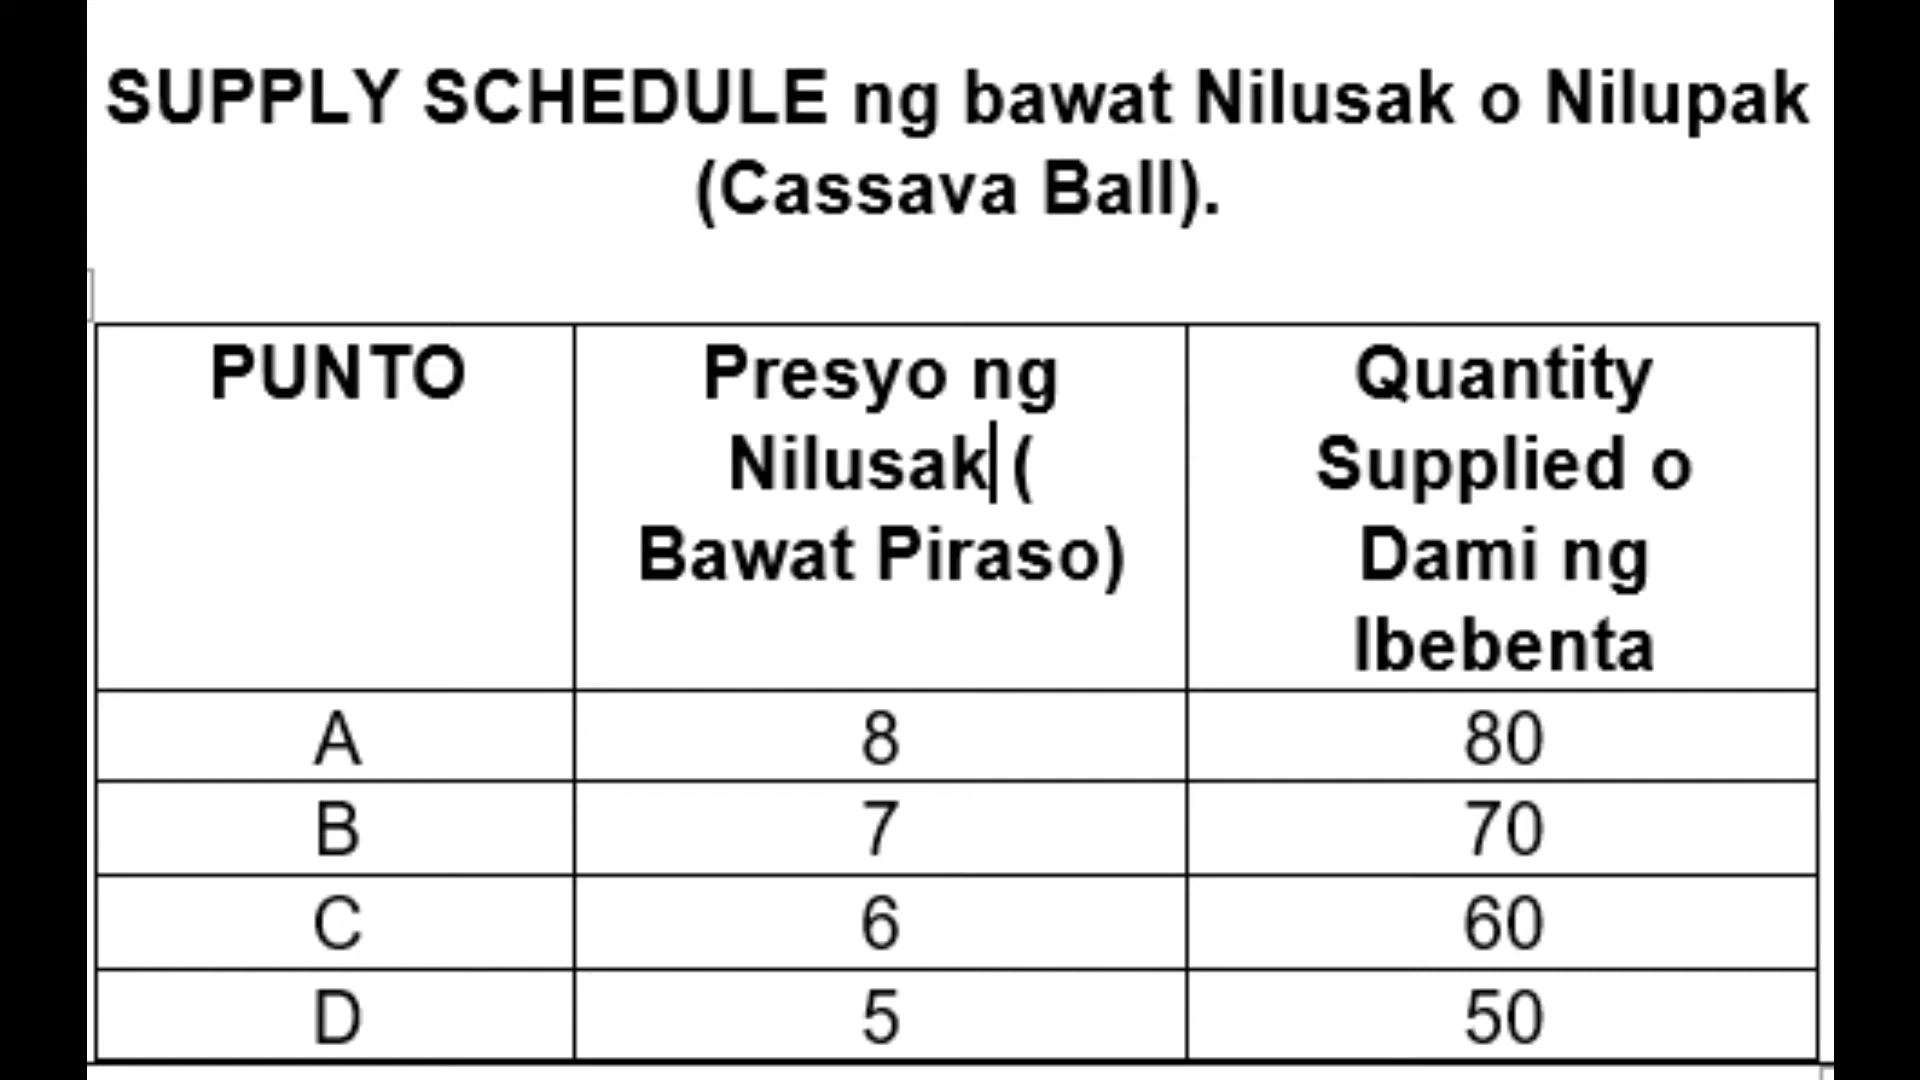 SUPPLY SCHEDULE ng bawat Nilusak o Nilupak
(Cassava Ball).
PUNTO
Presyo ng
Nilusak (
Bawat Piraso)
Quantity
Supplied o
Dami ng
Ibebenta
A 8 80
B 7 70
C 6 60
D 5 50